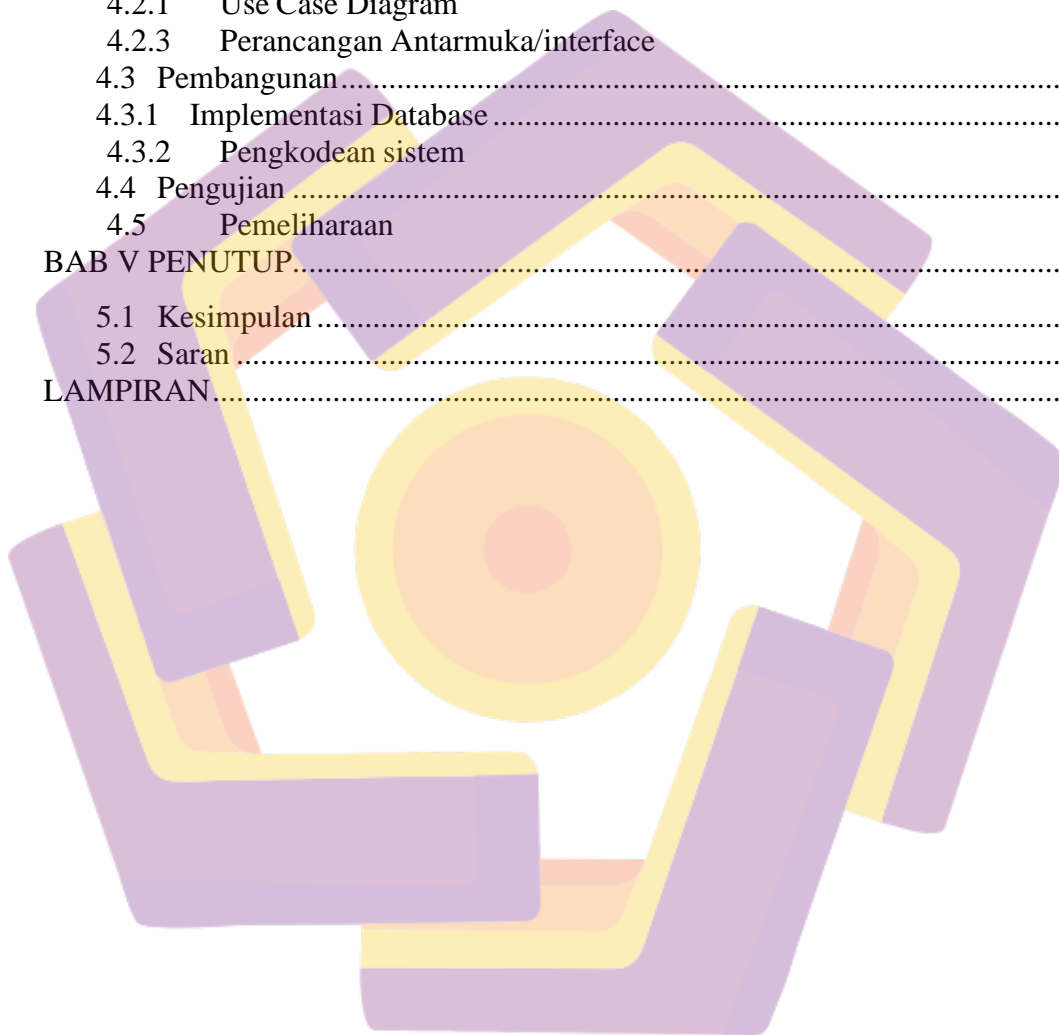 4.2.1 Use Case Diagram
4.2.3 Perancangan Antarmuka/interface
4.3 Pembangunan........................................................................................................
4.3.1 Implementasi Database.................................................................................
4.3.2 Pengkodean sistem
4.4 Pengujian..............................................................................................................
4.5 Pemeliharaan
BAB V PENUTUP.......................................................................................................
5.1 Kesimpulan...........................................................................................................
5.2 Saran.....................................................................................................................
LAMPIRAN..................................................................................................................